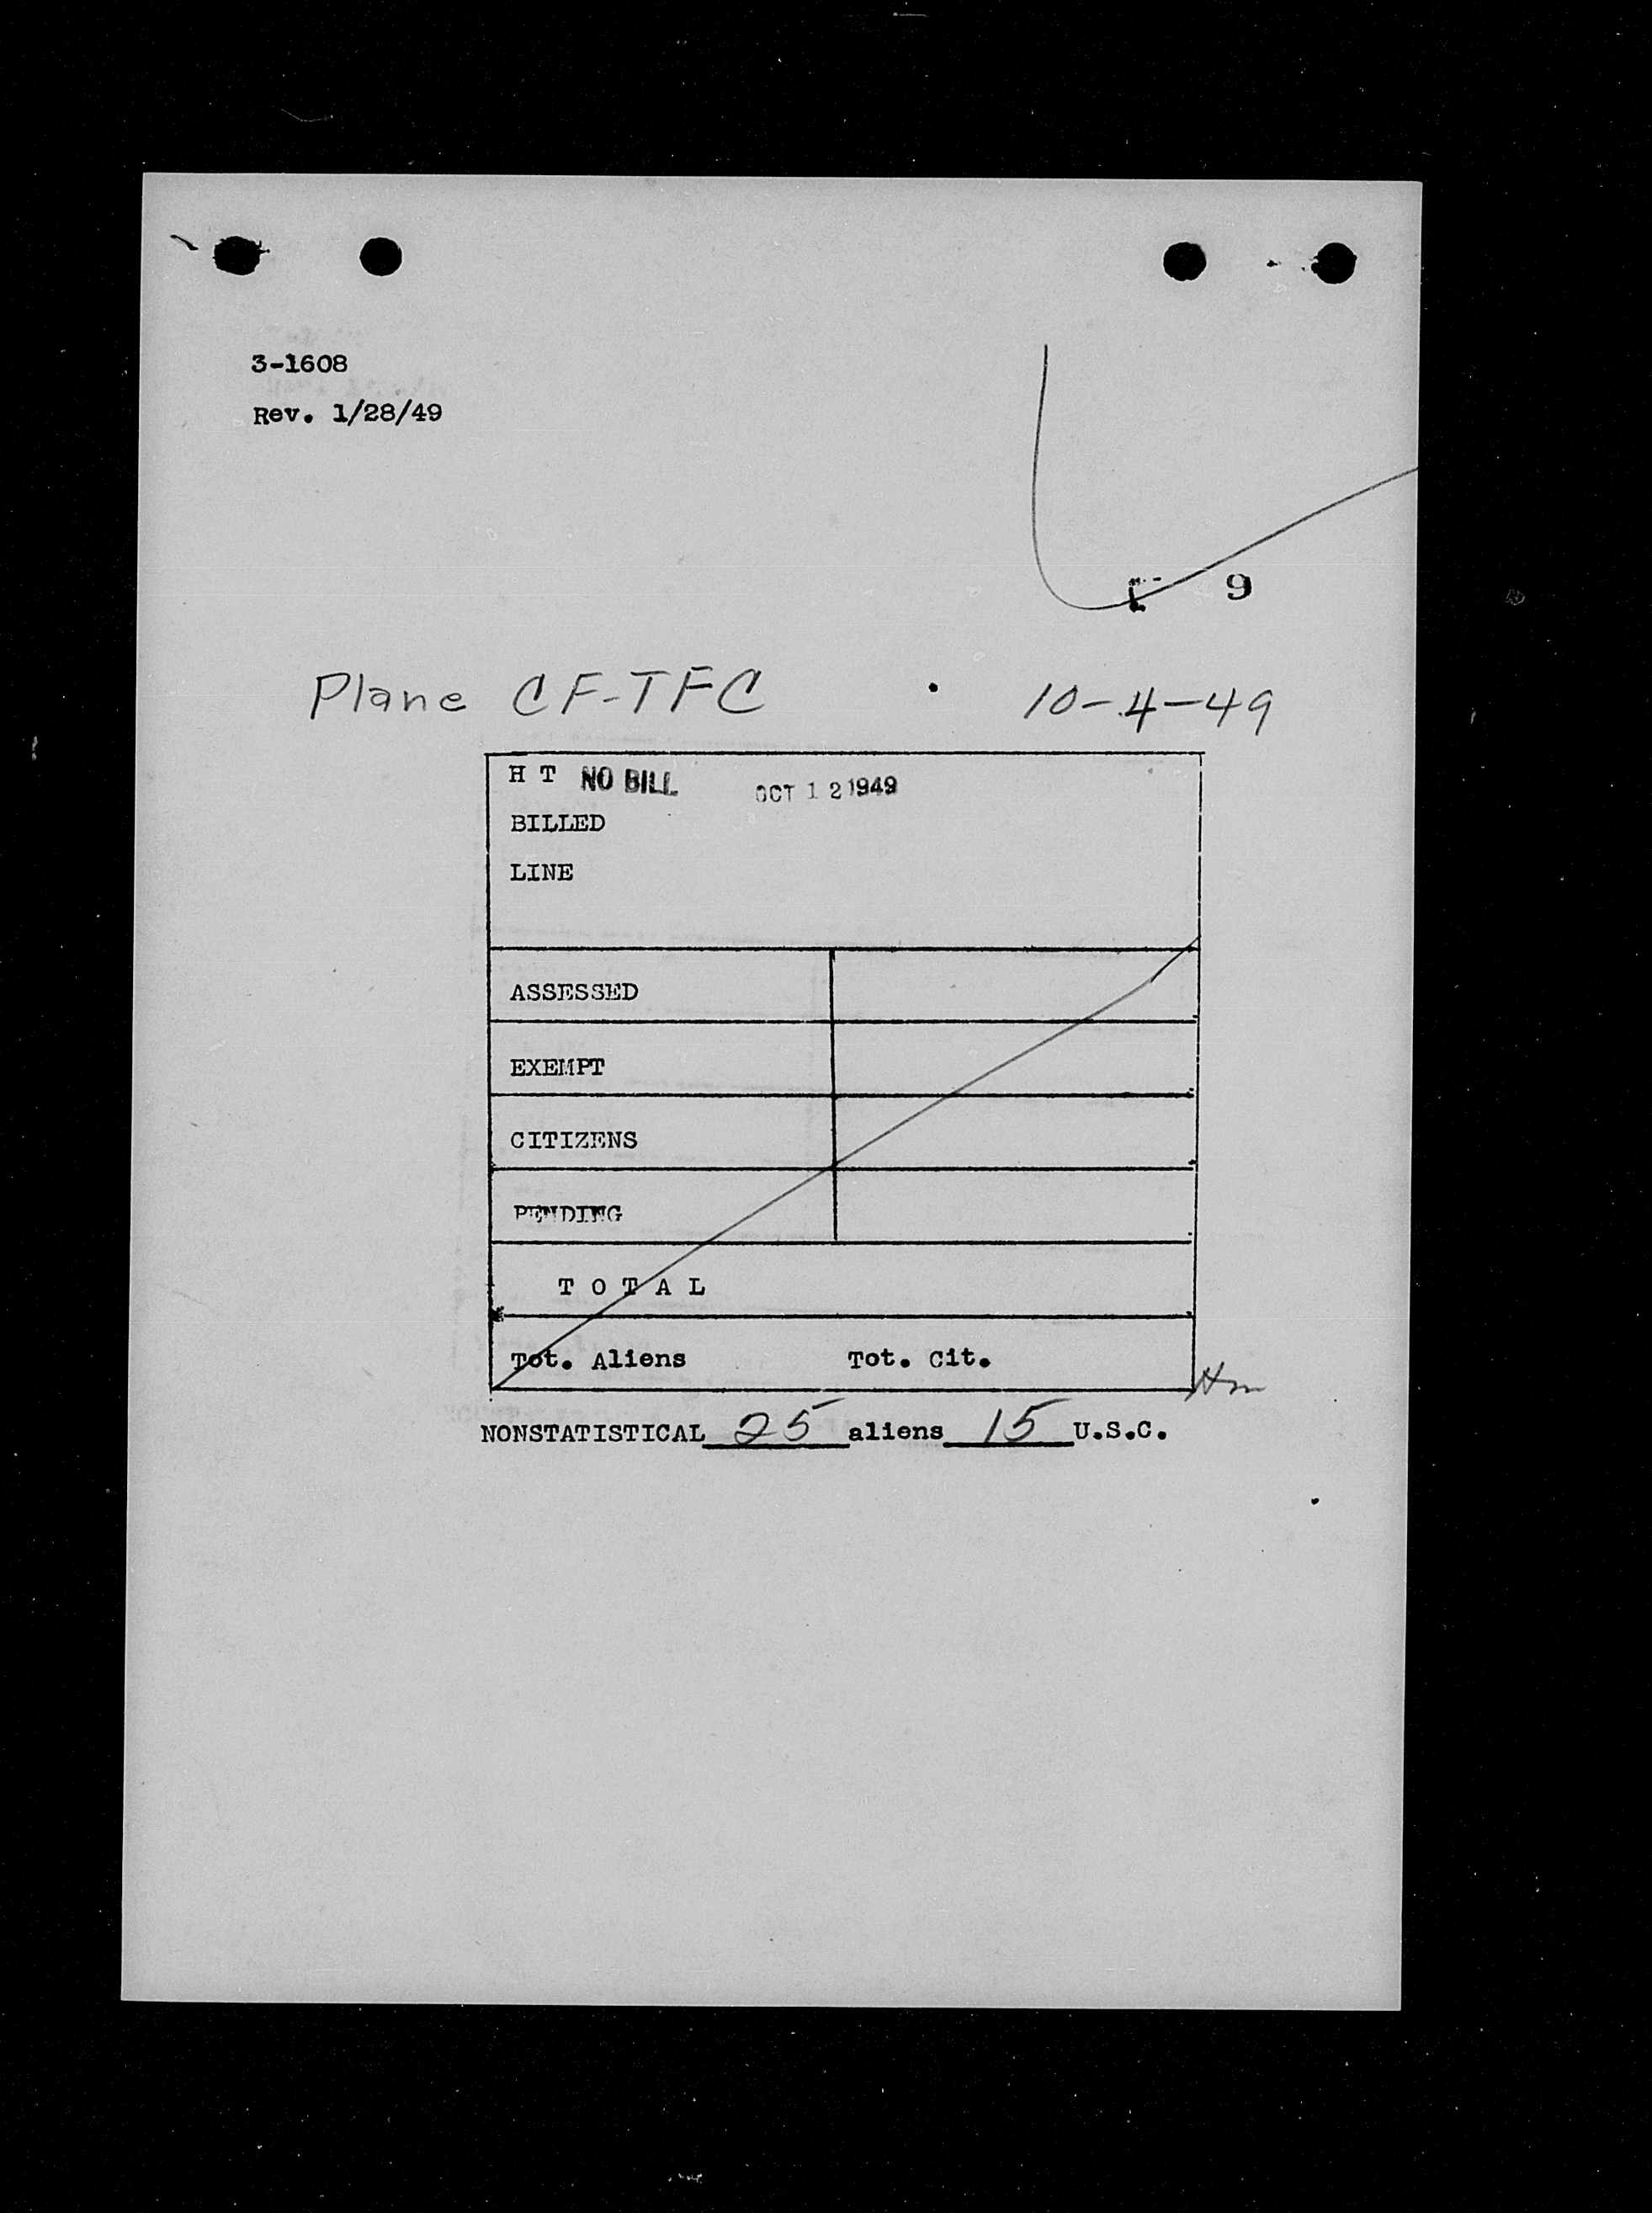 3-1608
Rev. 1/28/49
9
Plane CF-TFC 10-4-49
H T NO BILL OCT 12 1949
BILLED
LINE
ASSESSED
EXEMPT
CITIZENS
PENDING
T O T A L
Tot. Aliens Tot. Cit.
NONSTATISTICAL 25 aliens 15 U.S.C.